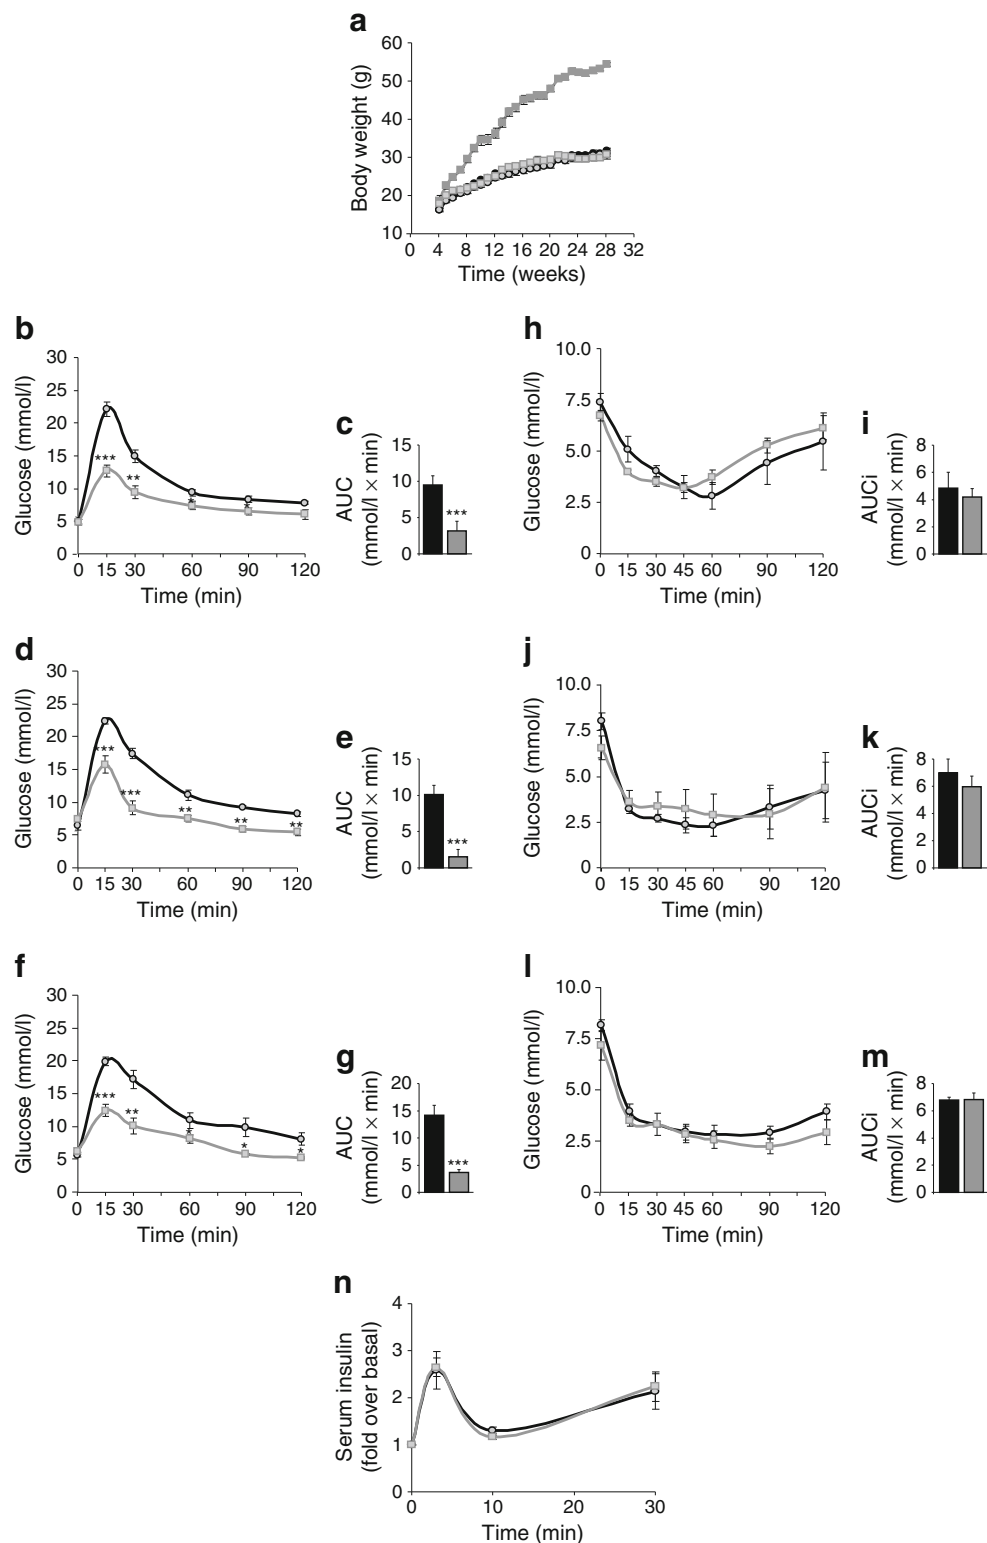 a
60
50
40
30
20
10
Body weight (g)
0 4 8 12 16 20 24 28 32
Time (weeks)
b
30
25
20
15
10
5
0
Glucose (mmol/l)
***
**
*
*
0 15 30 60 90 120
Time (min)
c
15
10
5
0
AUC
(mmol/l × min)
***
h
10.0
7.5
5.0
2.5
0
Glucose (mmol/l)
0 15 30 45 60 90 120
Time (min)
i
8
6
4
2
0
AUCi
(mmol/l × min)
d
30
25
20
15
10
5
0
Glucose (mmol/l)
***
***
**
**
**
0 15 30 60 90 120
Time (min)
e
15
10
5
0
AUC
(mmol/l × min)
***
j
10.0
7.5
5.0
2.5
0
Glucose (mmol/l)
0 15 30 45 60 90 120
Time (min)
k
8
6
4
2
0
AUCi
(mmol/l × min)
f
30
25
20
15
10
5
0
Glucose (mmol/l)
***
**
*
*
*
0 15 30 60 90 120
Time (min)
g
20
15
10
5
0
AUC
(mmol/l × min)
***
l
10.0
7.5
5.0
2.5
0
Glucose (mmol/l)
0 15 30 45 60 90 120
Time (min)
m
8
6
4
2
0
AUCi
(mmol/l × min)
n
4
3
2
1
0
Serum insulin
(fold over basal)
0 10 20 30
Time (min)